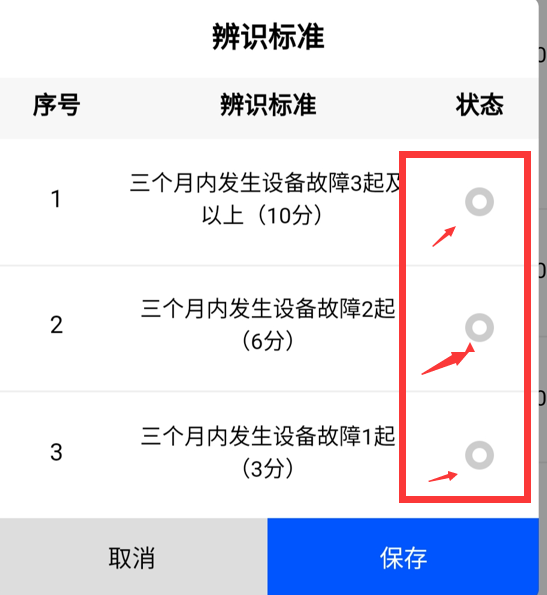 辨识标准
序号 辨识标准 状态
1 三个月内发生设备故障3起及
以上（10分）
2 三个月内发生设备故障2起
（6分）
3 三个月内发生设备故障1起
（3分）
取消 保存